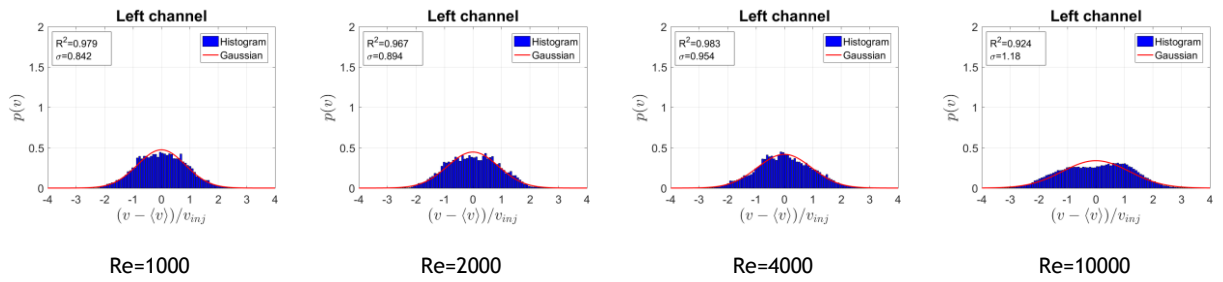 Left channel
R²=0.979
σ=0.842
Histogram
Gaussian
2
1.5
1
0.5
0
p(v)
-4 -3 -2 -1 0 1 2 3 4
(v − ⟨v⟩)/v_inj
Re=1000
Left channel
R²=0.967
σ=0.894
Histogram
Gaussian
2
1.5
1
0.5
0
p(v)
-4 -3 -2 -1 0 1 2 3 4
(v − ⟨v⟩)/v_inj
Re=2000
Left channel
R²=0.983
σ=0.954
Histogram
Gaussian
2
1.5
1
0.5
0
p(v)
-4 -3 -2 -1 0 1 2 3 4
(v − ⟨v⟩)/v_inj
Re=4000
Left channel
R²=0.924
σ=1.18
Histogram
Gaussian
2
1.5
1
0.5
0
p(v)
-4 -3 -2 -1 0 1 2 3 4
(v − ⟨v⟩)/v_inj
Re=10000